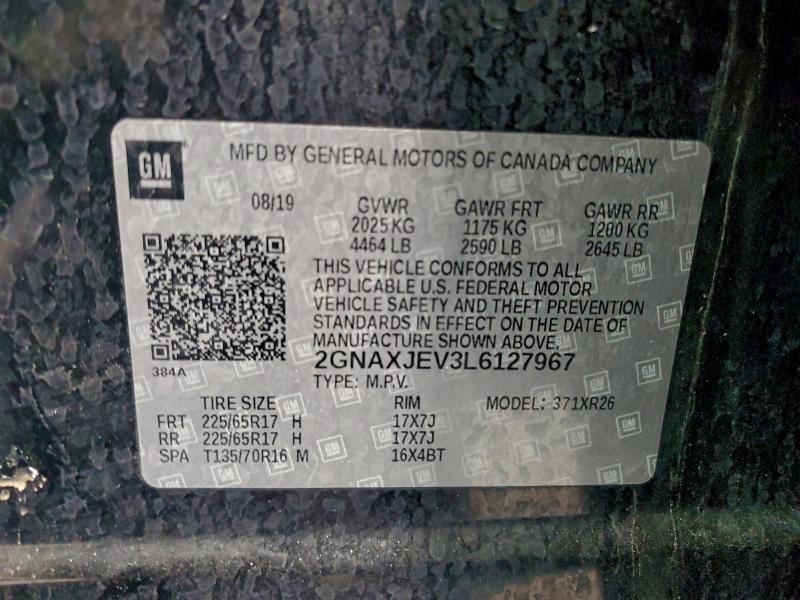 GM
MFD BY GENERAL MOTORS OF CANADA COMPANY
08/19 GVWR GAWR FRT GAWR RR
2025 KG 1175 KG 1200 KG
4464 LB 2590 LB 2645 LB
THIS VEHICLE CONFORMS TO ALL
APPLICABLE U.S. FEDERAL MOTOR
VEHICLE SAFETY AND THEFT PREVENTION
STANDARDS IN EFFECT ON THE DATE OF
MANUFACTURE SHOWN ABOVE.
384A 2GNAXJEV3L6127967
TYPE: M.P.V.
TIRE SIZE RIM MODEL: 371XR26
FRT 225/65R17 H 17X7J
RR 225/65R17 H 17X7J
SPA T135/70R16 M 16X4BT